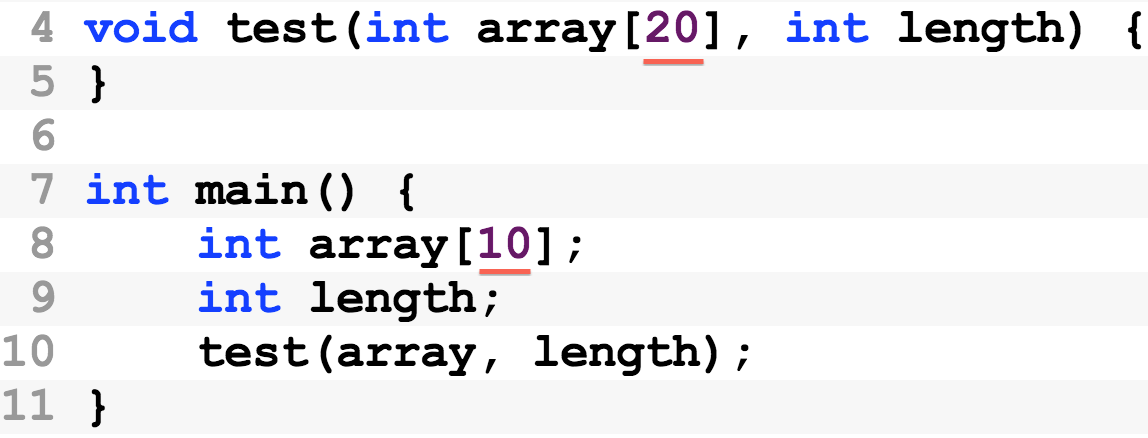 4 void test(int array[20], int length) {
5 }
6
7 int main() {
8     int array[10];
9     int length;
10     test(array, length);
11 }